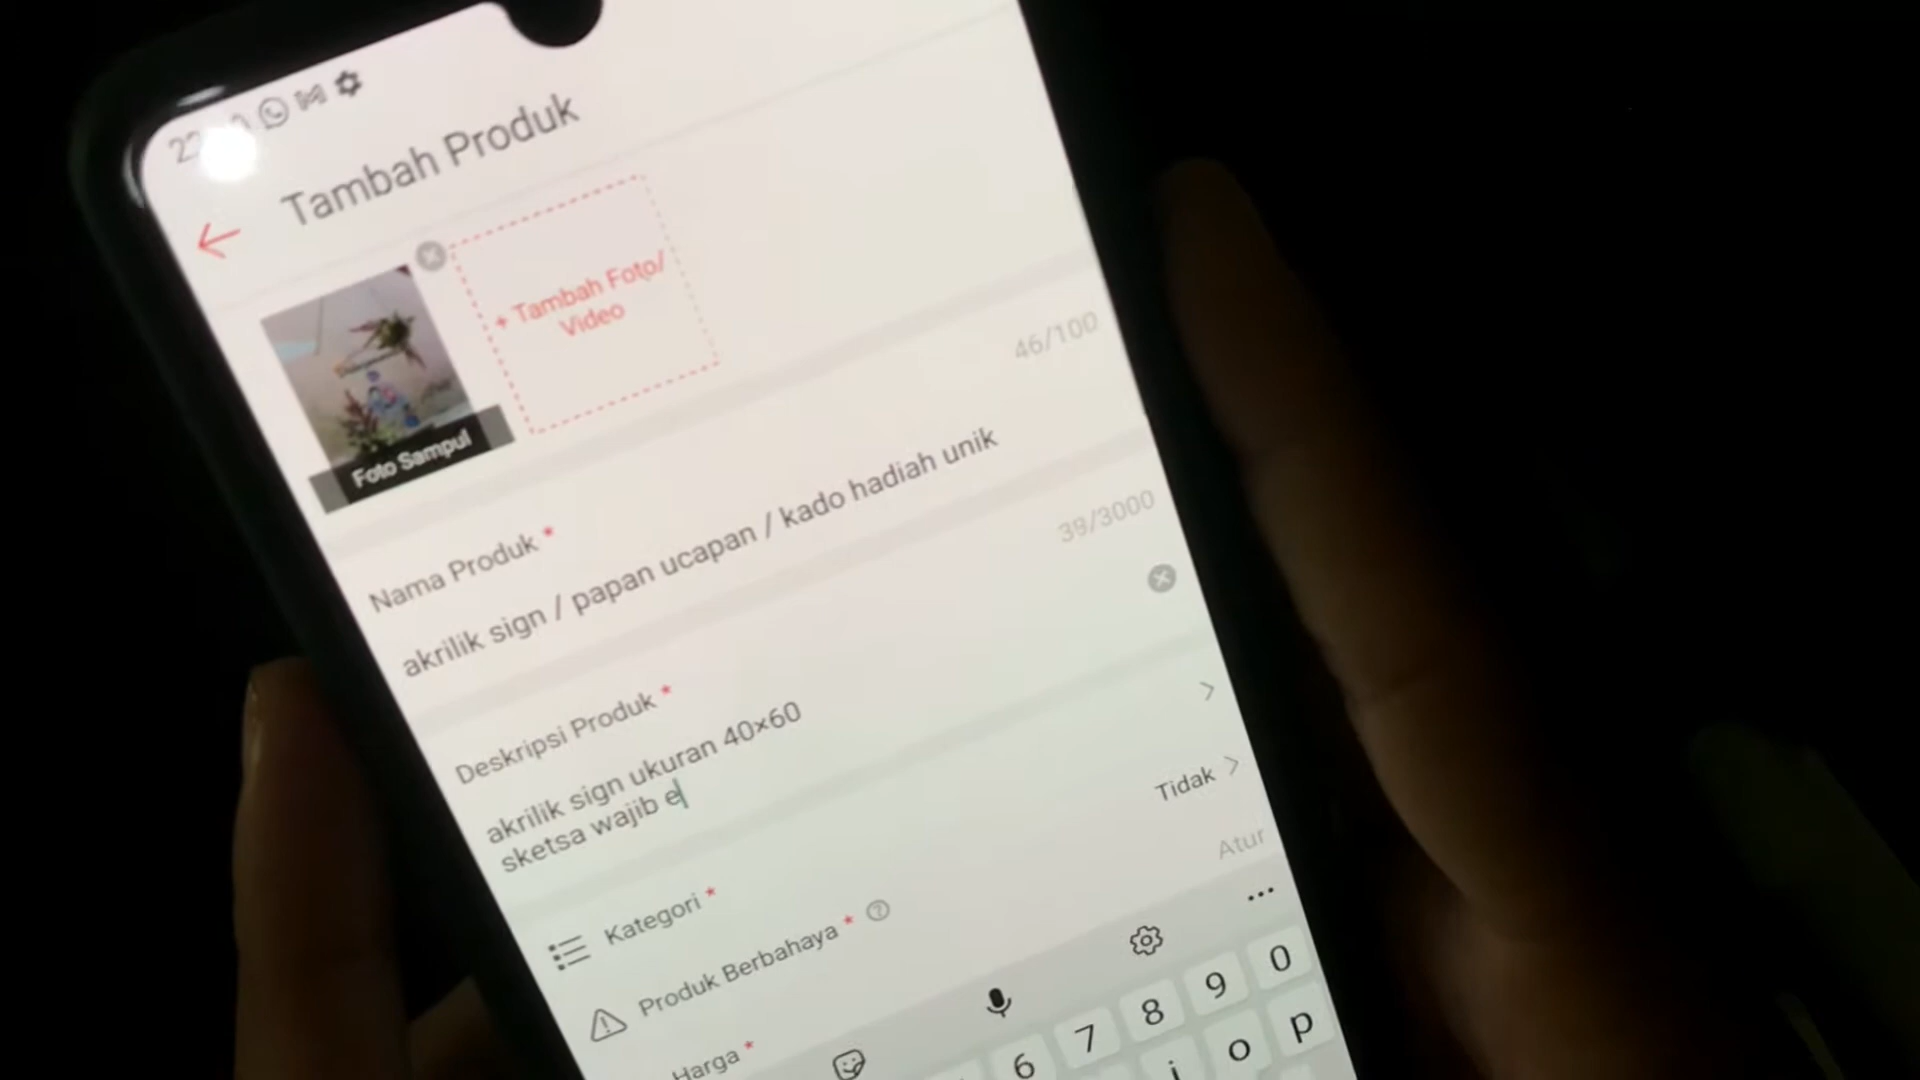 Tambah Produk
+ Tambah Foto/
Video
Foto Sampul
46/100
Nama Produk *
akrilik sign / papan ucapan / kado hadiah unik
39/3000
Deskripsi Produk *
akrilik sign ukuran 40×60
sketsa wajib e
Kategori *
Produk Berbahaya *
Tidak
Harga *
Atur
6 7 8 9 0
i o p